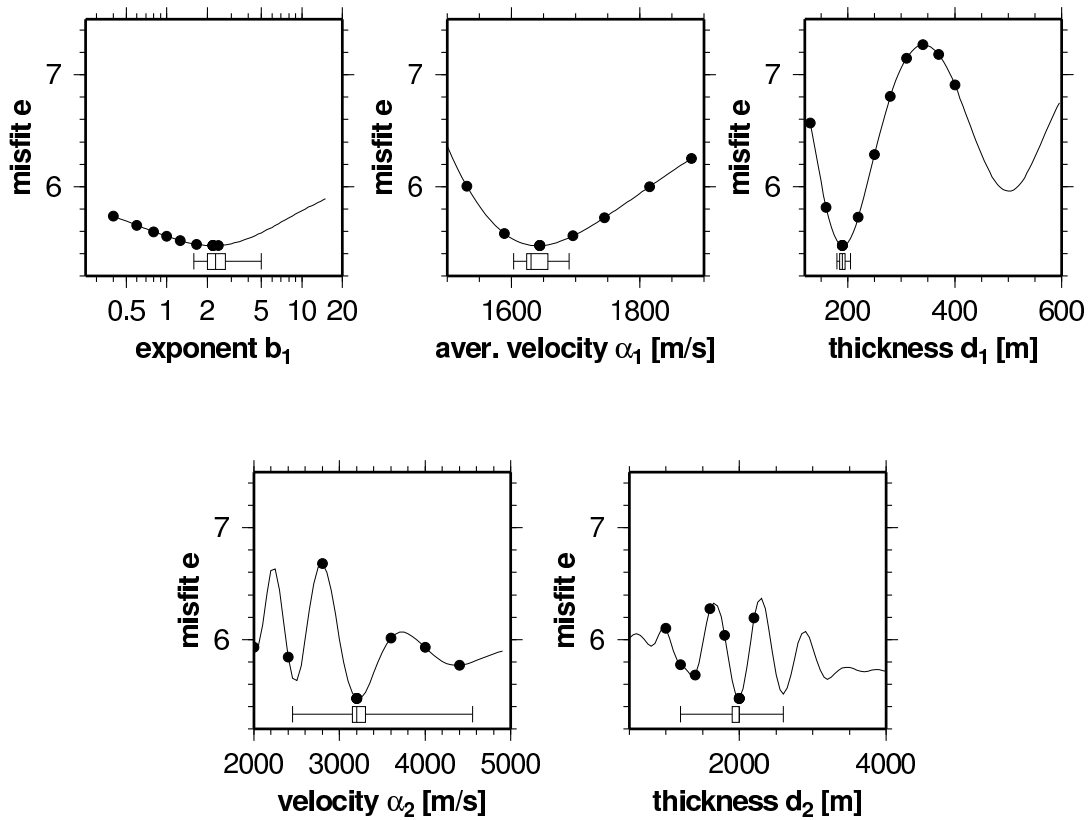 7
6
misfit e
0.5 1 2 5 10 20
exponent b₁
7
6
misfit e
1600 1800
aver. velocity α₁ [m/s]
7
6
misfit e
200 400 600
thickness d₁ [m]
7
6
misfit e
2000 3000 4000 5000
velocity α₂ [m/s]
7
6
misfit e
2000 4000
thickness d₂ [m]